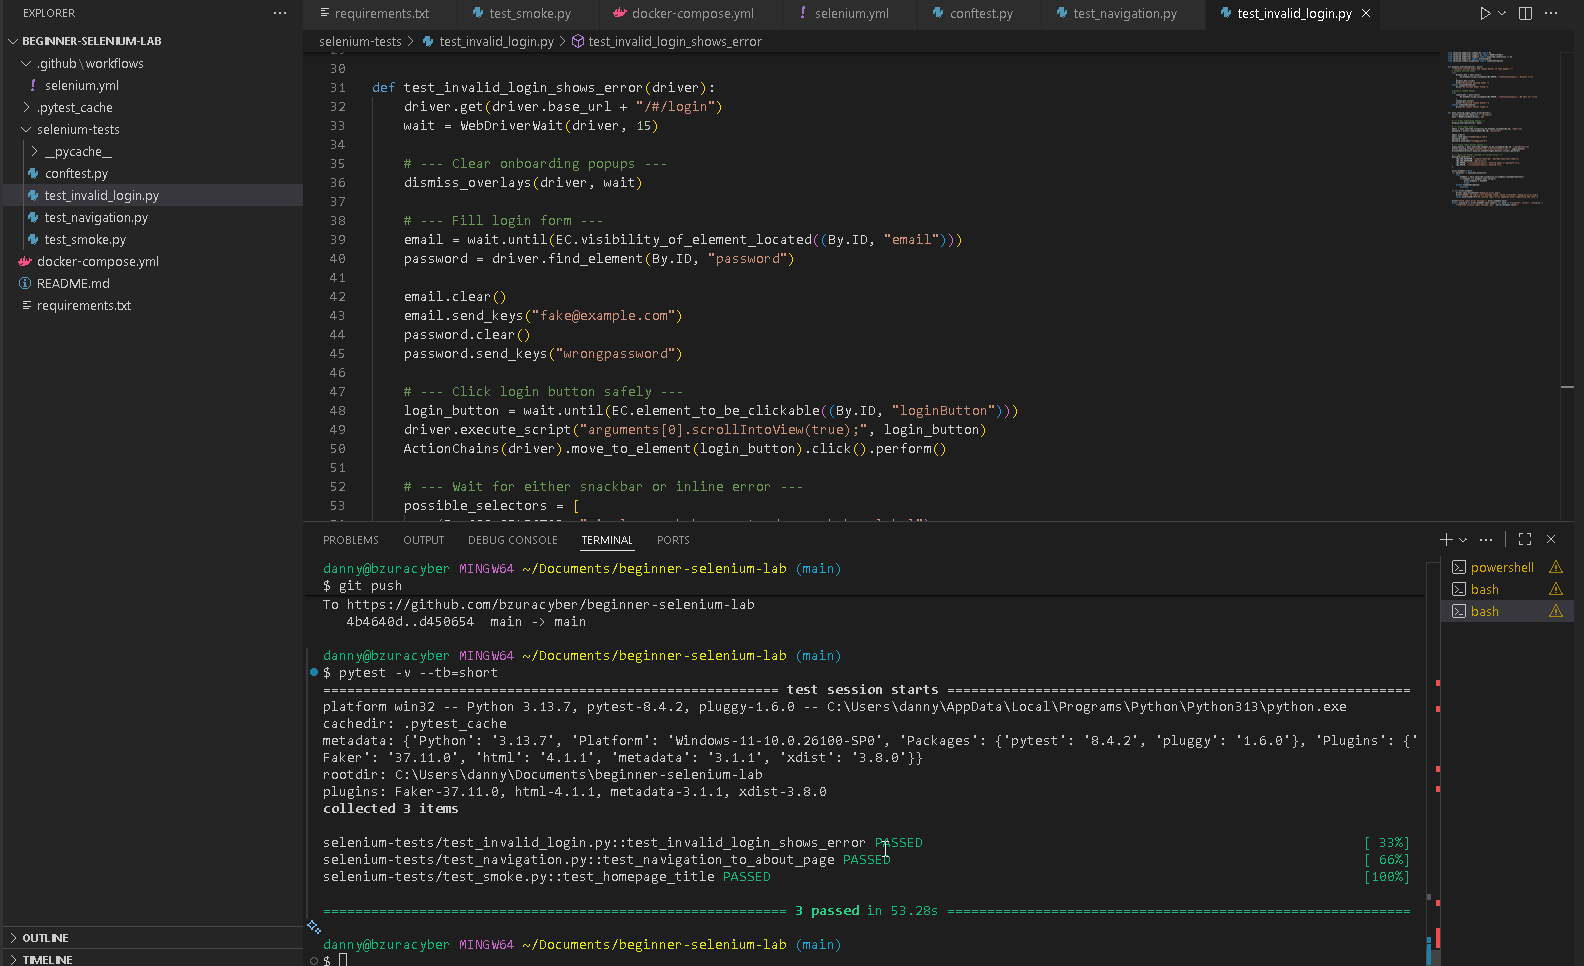 EXPLORER
BEGINNER-SELENIUM-LAB
.github\workflows
selenium.yml
.pytest_cache
selenium-tests
__pycache__
conftest.py
test_invalid_login.py
test_navigation.py
test_smoke.py
docker-compose.yml
README.md
requirements.txt
OUTLINE
TIMELINE
requirements.txt test_smoke.py docker-compose.yml selenium.yml conftest.py test_navigation.py test_invalid_login.py
selenium-tests > test_invalid_login.py > test_invalid_login_shows_error
30
31 def test_invalid_login_shows_error(driver):
32 driver.get(driver.base_url + "/#/login")
33 wait = WebDriverWait(driver, 15)
34
35 # --- Clear onboarding popups ---
36 dismiss_overlays(driver, wait)
37
38 # --- Fill login form ---
39 email = wait.until(EC.visibility_of_element_located((By.ID, "email")))
40 password = driver.find_element(By.ID, "password")
41
42 email.clear()
43 email.send_keys("fake@example.com")
44 password.clear()
45 password.send_keys("wrongpassword")
46
47 # --- Click login button safely ---
48 login_button = wait.until(EC.element_to_be_clickable((By.ID, "loginButton")))
49 driver.execute_script("arguments[0].scrollIntoView(true);", login_button)
50 ActionChains(driver).move_to_element(login_button).click().perform()
51
52 # --- Wait for either snackbar or inline error ---
53 possible_selectors = [
PROBLEMS OUTPUT DEBUG CONSOLE TERMINAL PORTS
danny@bzuracyber MINGW64 ~/Documents/beginner-selenium-lab (main)
$ git push
To https://github.com/bzuracyber/beginner-selenium-lab
4b4640d..d450654 main -> main
danny@bzuracyber MINGW64 ~/Documents/beginner-selenium-lab (main)
$ pytest -v --tb=short
============ test session starts ============
platform win32 -- Python 3.13.7, pytest-8.4.2, pluggy-1.6.0 -- C:\Users\danny\AppData\Local\Programs\Python\Python313\python.exe
cachedir: .pytest_cache
metadata: {'Python': '3.13.7', 'Platform': 'Windows-11-10.0.26100-SP0', 'Packages': {'pytest': '8.4.2', 'pluggy': '1.6.0'}, 'Plugins': {'
Faker': '37.11.0', 'html': '4.1.1', 'metadata': '3.1.1', 'xdist': '3.8.0'}}
rootdir: C:\Users\danny\Documents\beginner-selenium-lab
plugins: Faker-37.11.0, html-4.1.1, metadata-3.1.1, xdist-3.8.0
collected 3 items
selenium-tests/test_invalid_login.py::test_invalid_login_shows_error PASSED [ 33%]
selenium-tests/test_navigation.py::test_navigation_to_about_page PASSED [ 66%]
selenium-tests/test_smoke.py::test_homepage_title PASSED [100%]
============ 3 passed in 53.28s ============
danny@bzuracyber MINGW64 ~/Documents/beginner-selenium-lab (main)
$
powershell
bash
bash